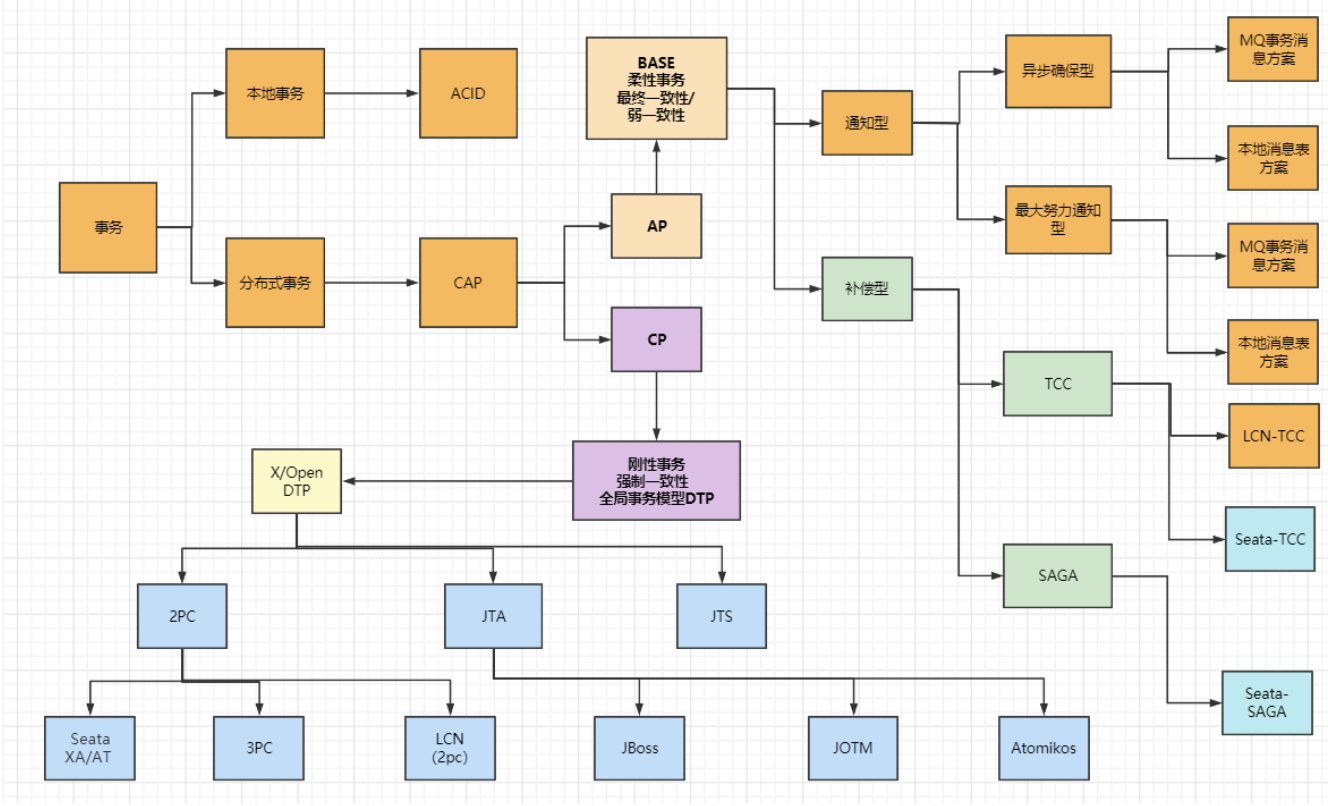 事务
本地事务
ACID
分布式事务
CAP
BASE
柔性事务
最终一致性/
弱一致性
AP
CP
刚性事务
强制一致性
全局事务模型DTP
通知型
异步确保型
MQ事务消
息方案
本地消息表
方案
最大努力通知
型
MQ事务消
息方案
本地消息表
方案
补偿型
TCC
LCN-TCC
Seata-TCC
SAGA
Seata-
SAGA
X/Open
DTP
2PC
JTA
JTS
Seata
XA/AT
3PC
LCN
(2pc)
JBoss
JOTM
Atomikos